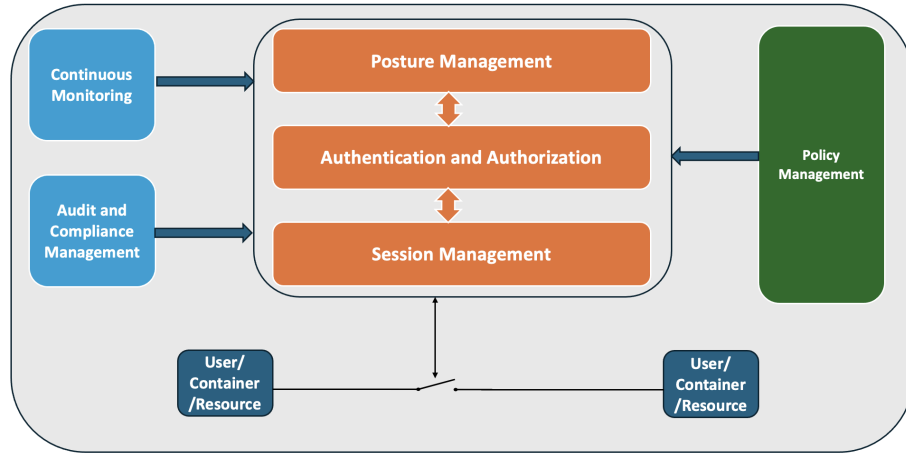 Continuous
Monitoring
Posture Management
Authentication and Authorization
Policy
Management
Audit and
Compliance
Management
Session Management
User/
Container
/Resource
User/
Container
/Resource